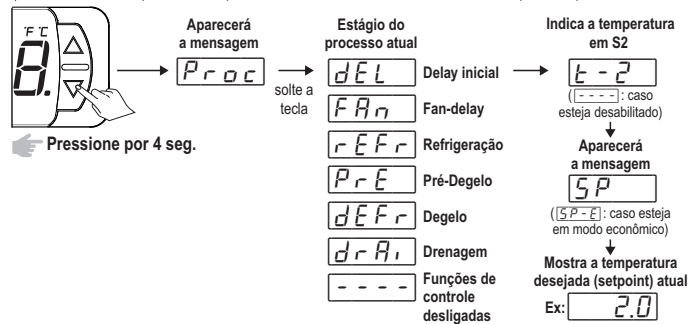 °F °C
8.
Pressione por 4 seg.
Aparecerá
a mensagem
Proc
solte a
tecla
Estágio do
processo atual
dEL Delay inicial
FAn Fan-delay
rEFr Refrigeração
PrE Pré-Degelo
dEFr Degelo
drAi Drenagem
---- Funções de
controle
desligadas
Indica a temperatura
em S2
t-2
( ---- : caso
esteja desabilitado)
Aparecerá
a mensagem
SP
( SP-E : caso esteja
em modo econômico)
Mostra a temperatura
desejada (setpoint) atual
Ex: 2.0